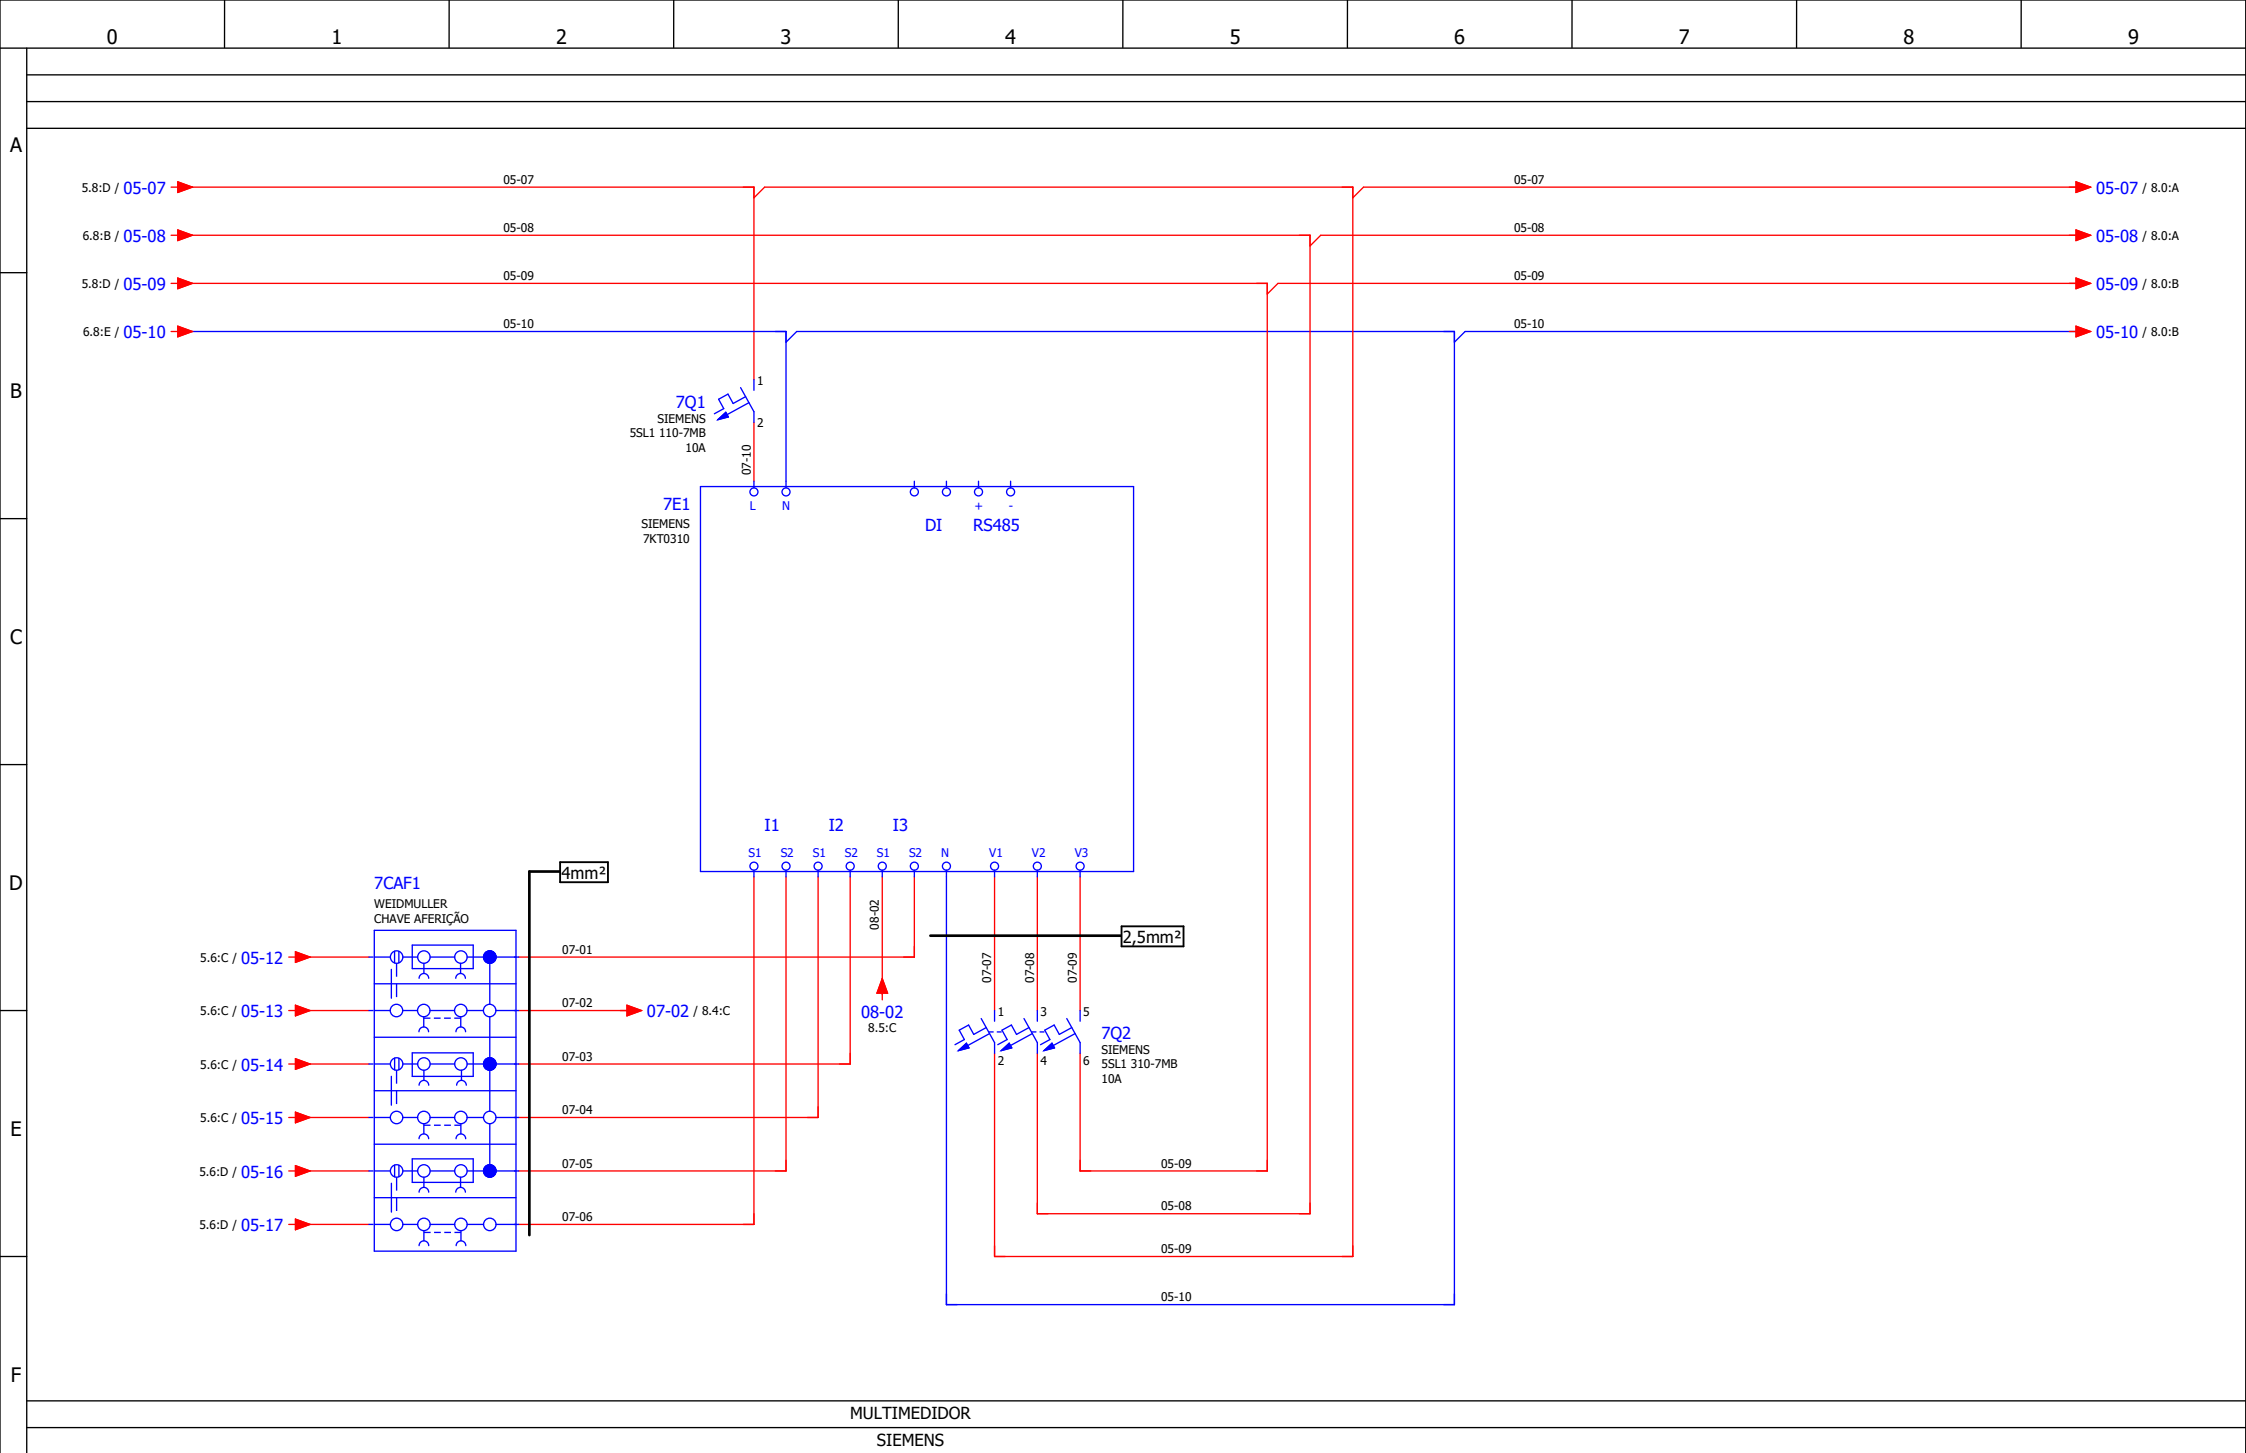 0 1 2 3 4 5 6 7 8 9
A
5.8:D / 05-07 05-07 05-07 05-07 / 8.0:A
6.8:B / 05-08 05-08 05-08 05-08 / 8.0:A
5.8:D / 05-09 05-09 05-09 05-09 / 8.0:B
6.8:E / 05-10 05-10 05-10 05-10 / 8.0:B
B
1
7Q1
SIEMENS
5SL1 110-7MB
10A
2
07-10
7E1
SIEMENS
7KT0310
L N + -
DI RS485
C
I1 I2 I3
S1 S2 S1 S2 S1 S2 N V1 V2 V3
D
4mm²
7CAF1
WEIDMULLER
CHAVE AFERIÇÃO
08-02
2,5mm²
5.6:C / 05-12 07-01
07-07 07-08 07-09
5.6:C / 05-13 07-02 07-02 / 8.4:C
08-02
8.5:C
1 3 5
7Q2
SIEMENS
5SL1 310-7MB
10A
2 4 6
5.6:C / 05-14 07-03
5.6:C / 05-15 07-04
E
5.6:D / 05-16 07-05 05-09
05-08
5.6:D / 05-17 07-06
05-09
05-10
F
MULTIMEDIDOR
SIEMENS